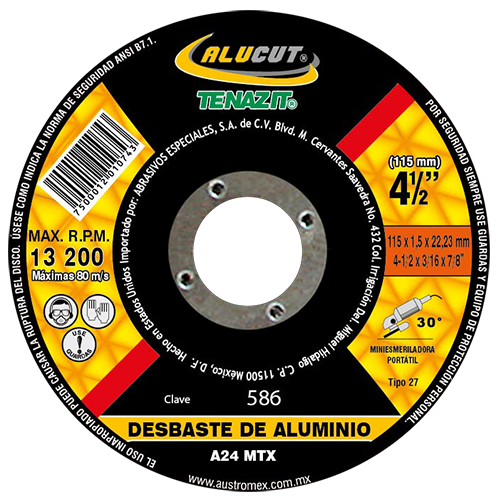 ALUCUT®
TENAZIT®
ÚSESE COMO INDICA LA NORMA DE SEGURIDAD ANSI B7.1.
POR SEGURIDAD SIEMPRE USE GUARDAS Y EQUIPO DE PROTECCIÓN PERSONAL.
EL USO INAPROPIADO PUEDE CAUSAR LA RUPTURA DEL DISCO.
Hecho en Estados Unidos Importado por: ABRASIVOS ESPECIALES, S.A. de C.V. Blvd. M. Cervantes Saavedra No. 432 Col. Irrigación Del. Miguel Hidalgo C.P. 11500 México, D.F.
7500012010743
MAX. R.P.M.
13 200
Máximas 80 m/s
USE
GUARDAS
(115 mm)
4½"
115 x 1,5 x 22,23 mm
4-1/2 x 3/16 x 7/8"
30°
MINIESMERILADORA
PORTÁTIL
Tipo 27
Clave 586
DESBASTE DE ALUMINIO
A24 MTX
www.austromex.com.mx